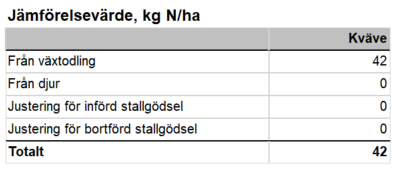 Jämförelsevärde, kg N/ha
Kväve
Från växtodling 42
Från djur 0
Justering för införd stallgödsel 0
Justering för bortförd stallgödsel 0
Totalt 42